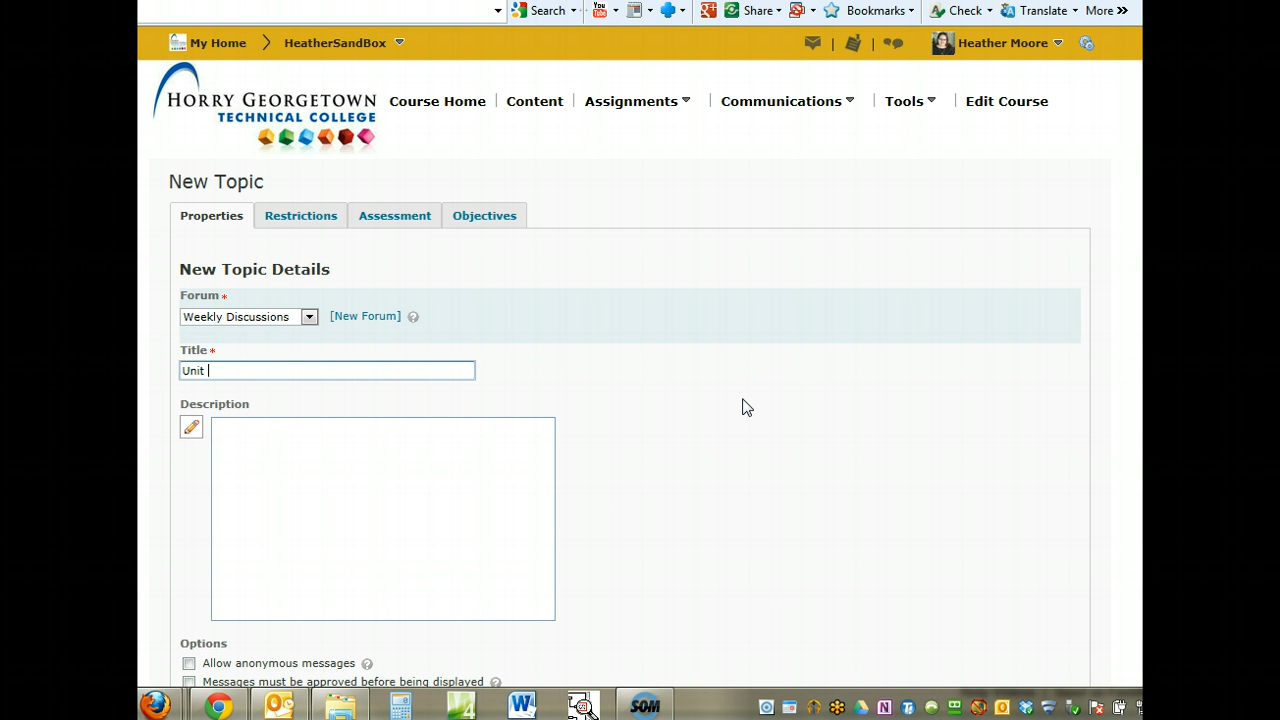 Search Share Bookmarks Check Translate More »
My Home HeatherSandBox Heather Moore
HORRY GEORGETOWN
TECHNICAL COLLEGE
Course Home Content Assignments Communications Tools Edit Course
New Topic
Properties Restrictions Assessment Objectives
New Topic Details
Forum *
Weekly Discussions [New Forum] ?
Title *
Unit
Description
Options
Allow anonymous messages ?
Messages must be approved before being displayed ?